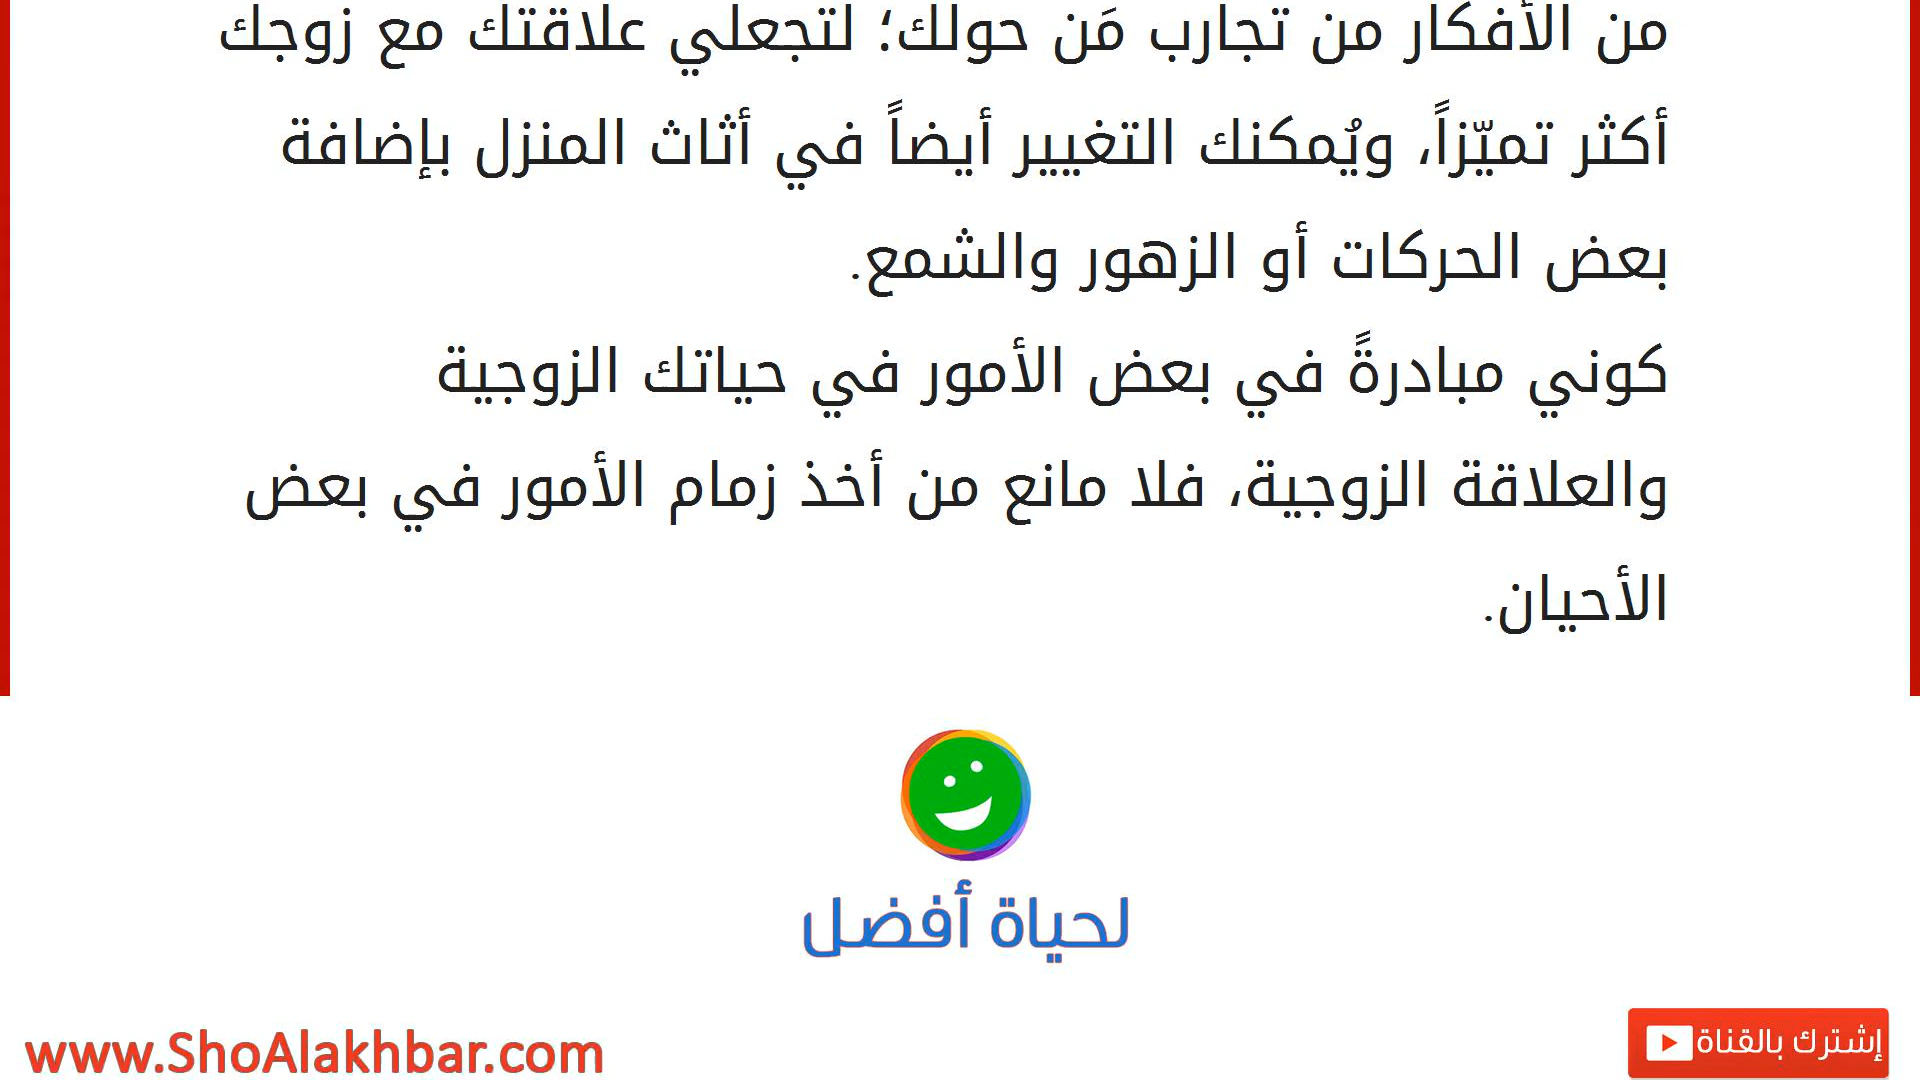 من الأفكار من تجارب مَن حولك؛ لتجعلي علاقتك مع زوجك
أكثر تميّزاً، ويُمكنك التغيير أيضاً في أثاث المنزل بإضافة
بعض الحركات أو الزهور والشمع.
كوني مبادرةً في بعض الأمور في حياتك الزوجية
والعلاقة الزوجية، فلا مانع من أخذ زمام الأمور في بعض
الأحيان.
لحياة أفضل
www.ShoAlakhbar.com
إشترك بالقناة